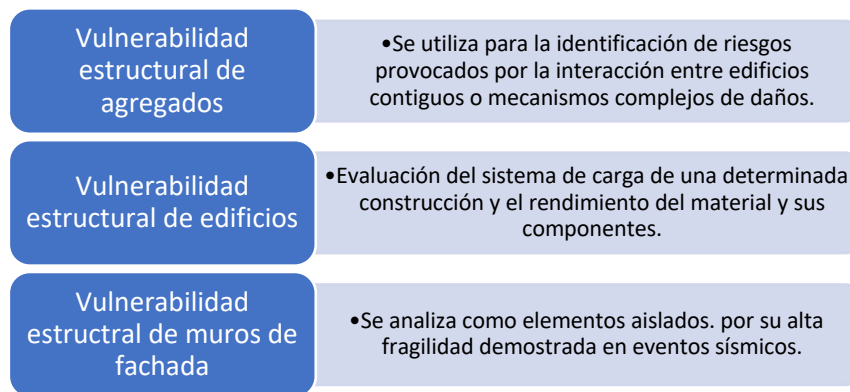 Vulnerabilidad
estructural de
agregados
•Se utiliza para la identificación de riesgos
provocados por la interacción entre edificios
contiguos o mecanismos complejos de daños.
Vulnerabilidad
estructural de edificios
•Evaluación del sistema de carga de una determinada
construcción y el rendimiento del material y sus
componentes.
Vulnerabilidad
estructral de muros de
fachada
•Se analiza como elementos aislados. por su alta
fragilidad demostrada en eventos sísmicos.